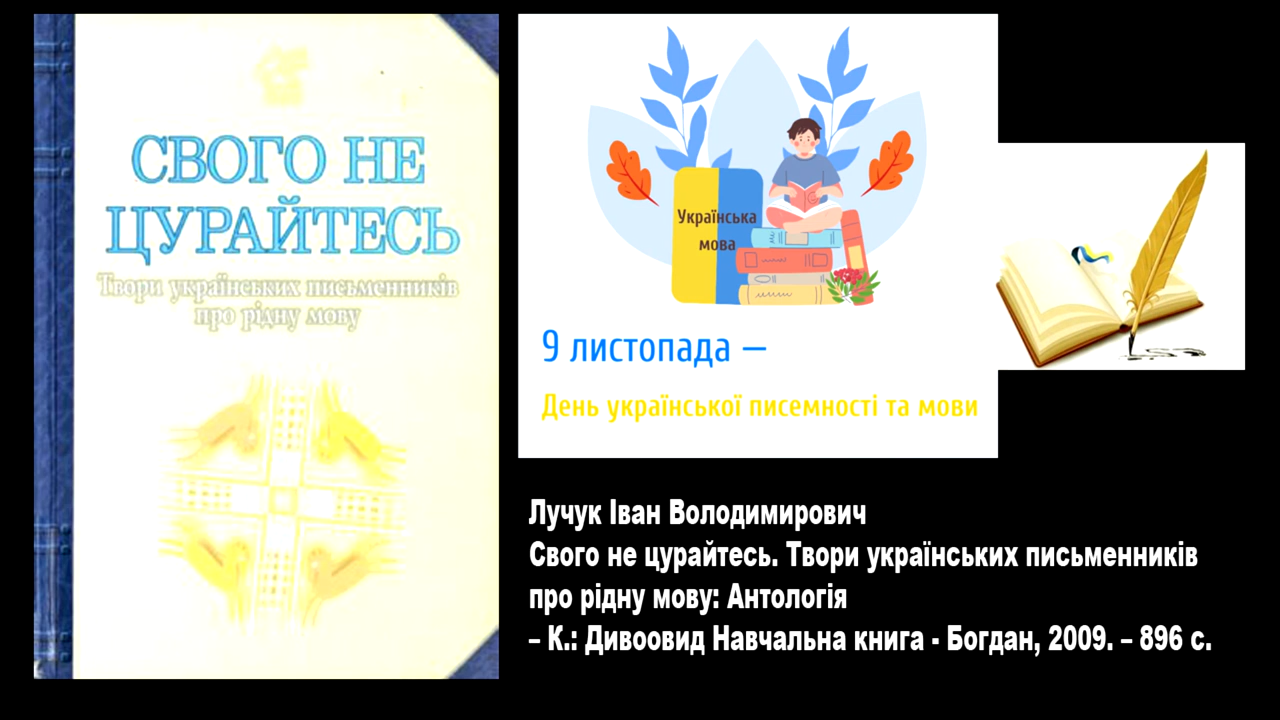 СВОГО НЕ
ЦУРАЙТЕСЬ
Твори українських письменників
про рідну мову
Українська
мова
9 листопада –
День української писемності та мови
Лучук Іван Володимирович
Свого не цурайтесь. Твори українських письменників
про рідну мову: Антологія
– К.: Дивоовид Навчальна книга - Богдан, 2009. – 896 с.